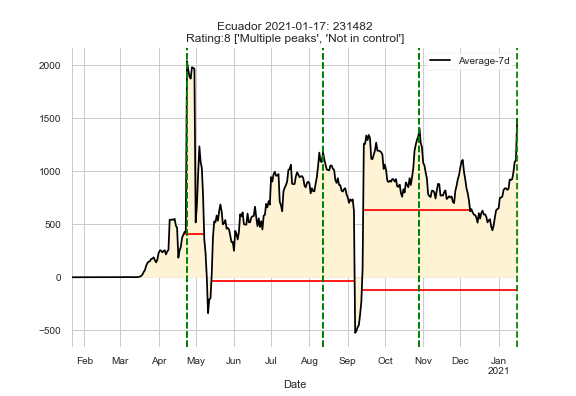 Ecuador 2021-01-17: 231482
Rating:8 ['Multiple peaks', 'Not in control']
Average-7d
2000
1500
1000
500
0
−500
Feb Mar Apr May Jun Jul Aug Sep Oct Nov Dec Jan
2021
Date